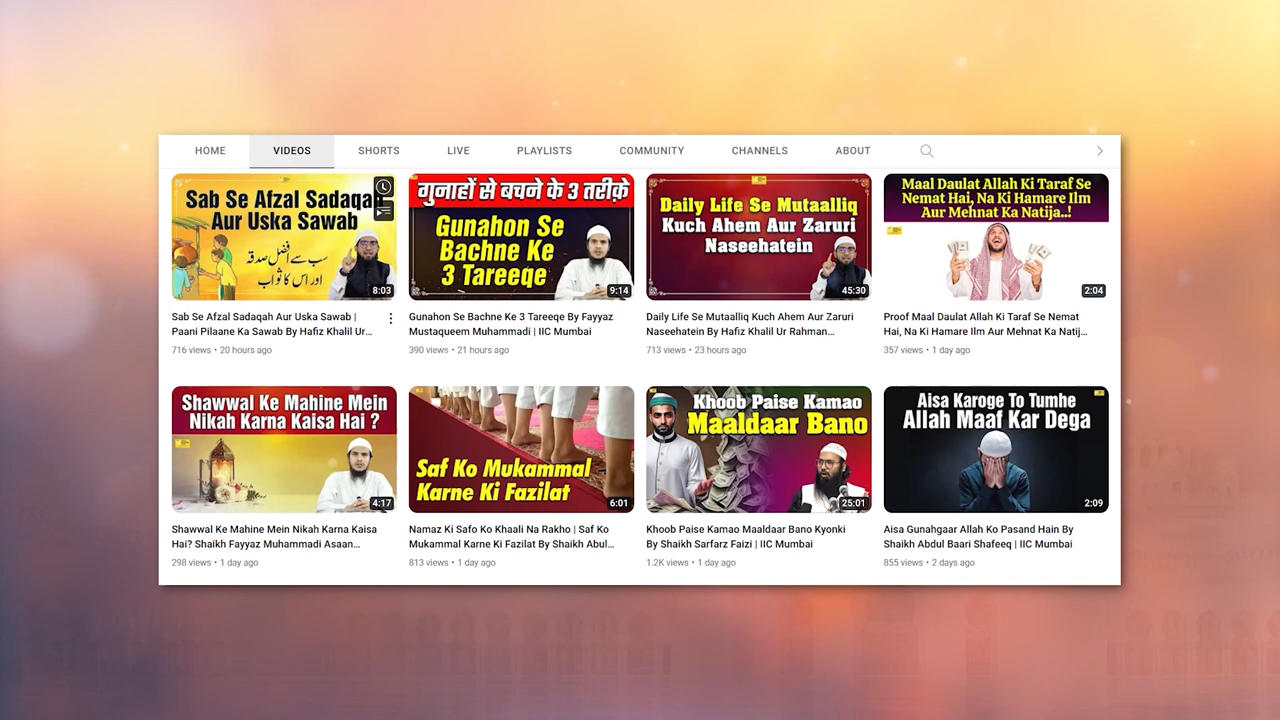 HOME VIDEOS SHORTS LIVE PLAYLISTS COMMUNITY CHANNELS ABOUT
Sab Se Afzal Sadaqah
Aur Uska Sawab
سب سے افضل صدقہ
اور اس کا ثواب
8:03
Sab Se Afzal Sadaqah Aur Uska Sawab |
Paani Pilaane Ka Sawab By Hafiz Khalil Ur...
716 views • 20 hours ago
गुनाहों से बचने के 3 तरीक़े
Gunahon Se
Bachne Ke
3 Tareeqe
9:14
Gunahon Se Bachne Ke 3 Tareeqe By Fayyaz
Mustaqueem Muhammadi | IIC Mumbai
390 views • 21 hours ago
Daily Life Se Mutaalliq
Kuch Ahem Aur Zaruri
Naseehatein
45:30
Daily Life Se Mutaalliq Kuch Ahem Aur Zaruri
Naseehatein By Hafiz Khalil Ur Rahman...
713 views • 23 hours ago
Maal Daulat Allah Ki Taraf Se
Nemat Hai, Na Ki Hamare Ilm
Aur Mehnat Ka Natija..!
2:04
Proof Maal Daulat Allah Ki Taraf Se Nemat
Hai, Na Ki Hamare Ilm Aur Mehnat Ka Natij...
357 views • 1 day ago
Shawwal Ke Mahine Mein
Nikah Karna Kaisa Hai ?
4:17
Shawwal Ke Mahine Mein Nikah Karna Kaisa
Hai? Shaikh Fayyaz Muhammadi Asaan...
298 views • 1 day ago
Saf Ko Mukammal
Karne Ki Fazilat
6:01
Namaz Ki Safo Ko Khaali Na Rakho | Saf Ko
Mukammal Karne Ki Fazilat By Shaikh Abul...
813 views • 1 day ago
Khoob Paise Kamao
Maaldaar Bano
25:01
Khoob Paise Kamao Maaldaar Bano Kyonki
By Shaikh Sarfarz Faizi | IIC Mumbai
1.2K views • 1 day ago
Aisa Karoge To Tumhe
Allah Maaf Kar Dega
2:09
Aisa Gunahgaar Allah Ko Pasand Hain By
Shaikh Abdul Baari Shafeeq | IIC Mumbai
855 views • 2 days ago